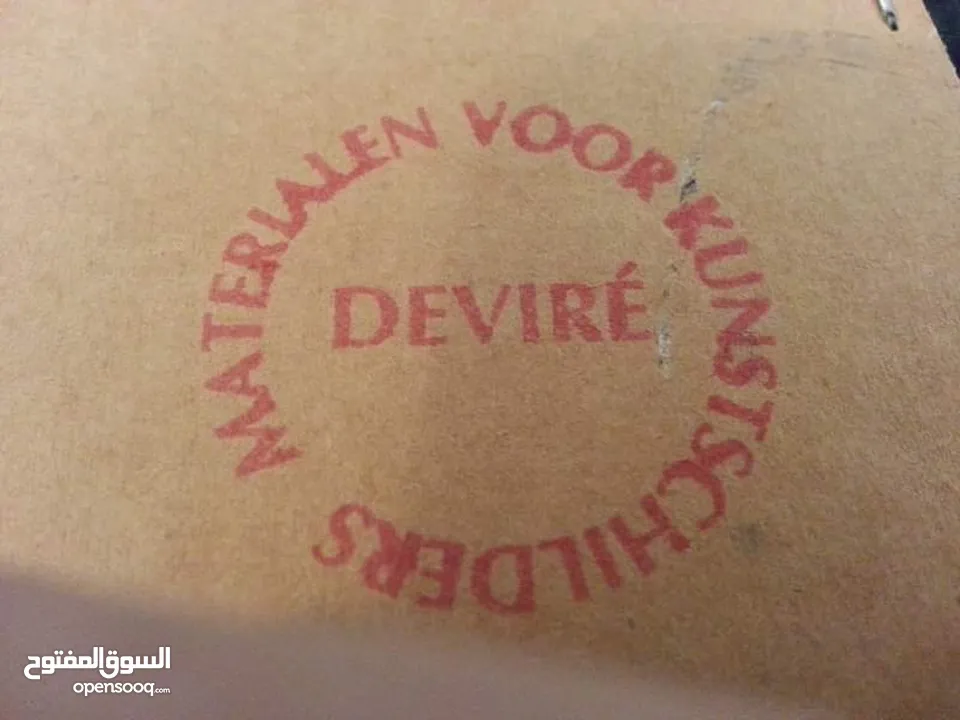 MATERIALEN VOOR KUNSTSCHILDERS
DEVIRÉ
السوق المفتوح
opensooq.com